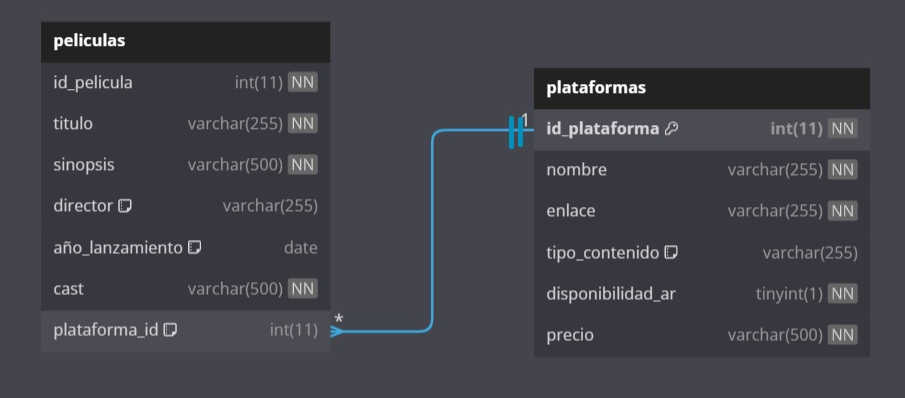 peliculas
id_pelicula int(11) NN
titulo varchar(255) NN
sinopsis varchar(500) NN
director varchar(255)
año_lanzamiento date
cast varchar(500) NN
plataforma_id int(11)
*
1
plataformas
id_plataforma int(11) NN
nombre varchar(255) NN
enlace varchar(255) NN
tipo_contenido varchar(255)
disponibilidad_ar tinyint(1) NN
precio varchar(500) NN